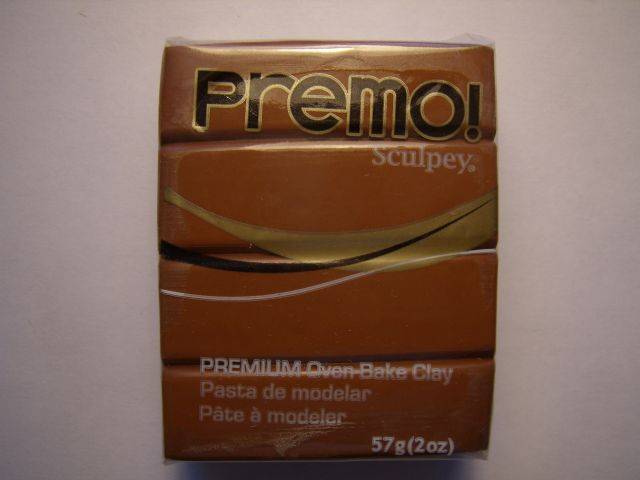 Premo!
Sculpey®
PREMIUM Oven-Bake Clay
Pasta de modelar
Pâte à modeler
57g(2oz)